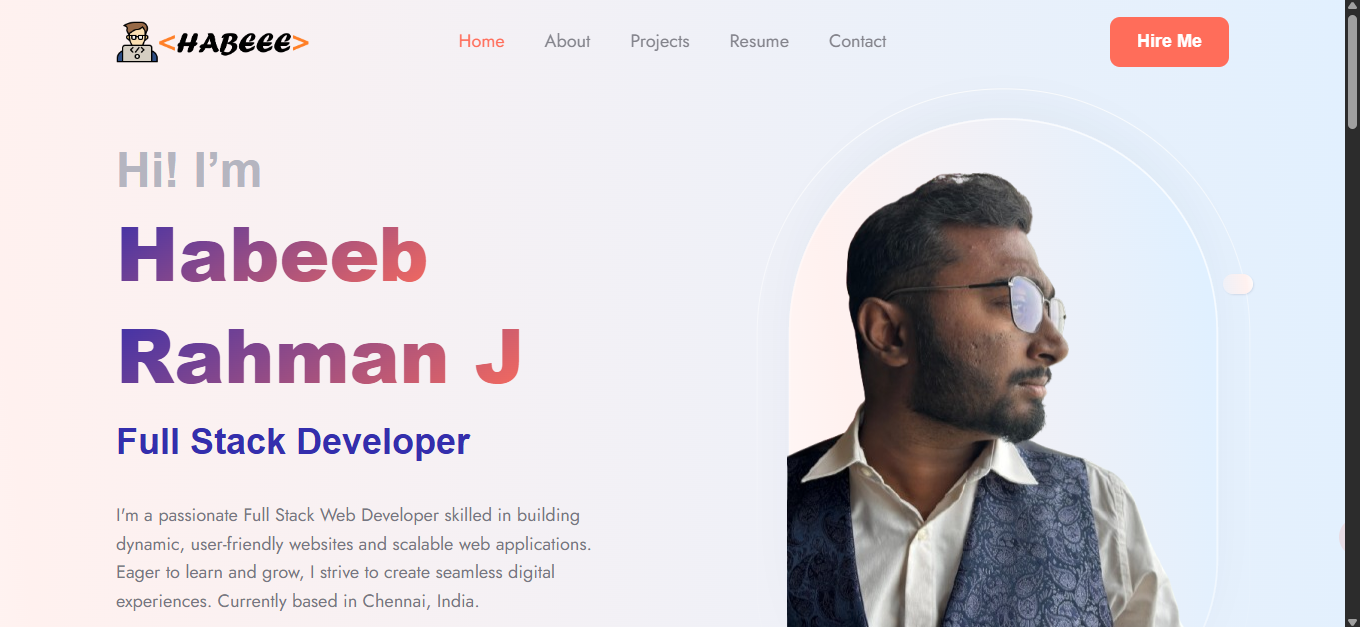 <HABEEE>
Home
About
Projects
Resume
Contact
Hire Me
Hi! I’m
Habeeb
Rahman J
Full Stack Developer
I'm a passionate Full Stack Web Developer skilled in building
dynamic, user-friendly websites and scalable web applications.
Eager to learn and grow, I strive to create seamless digital
experiences. Currently based in Chennai, India.